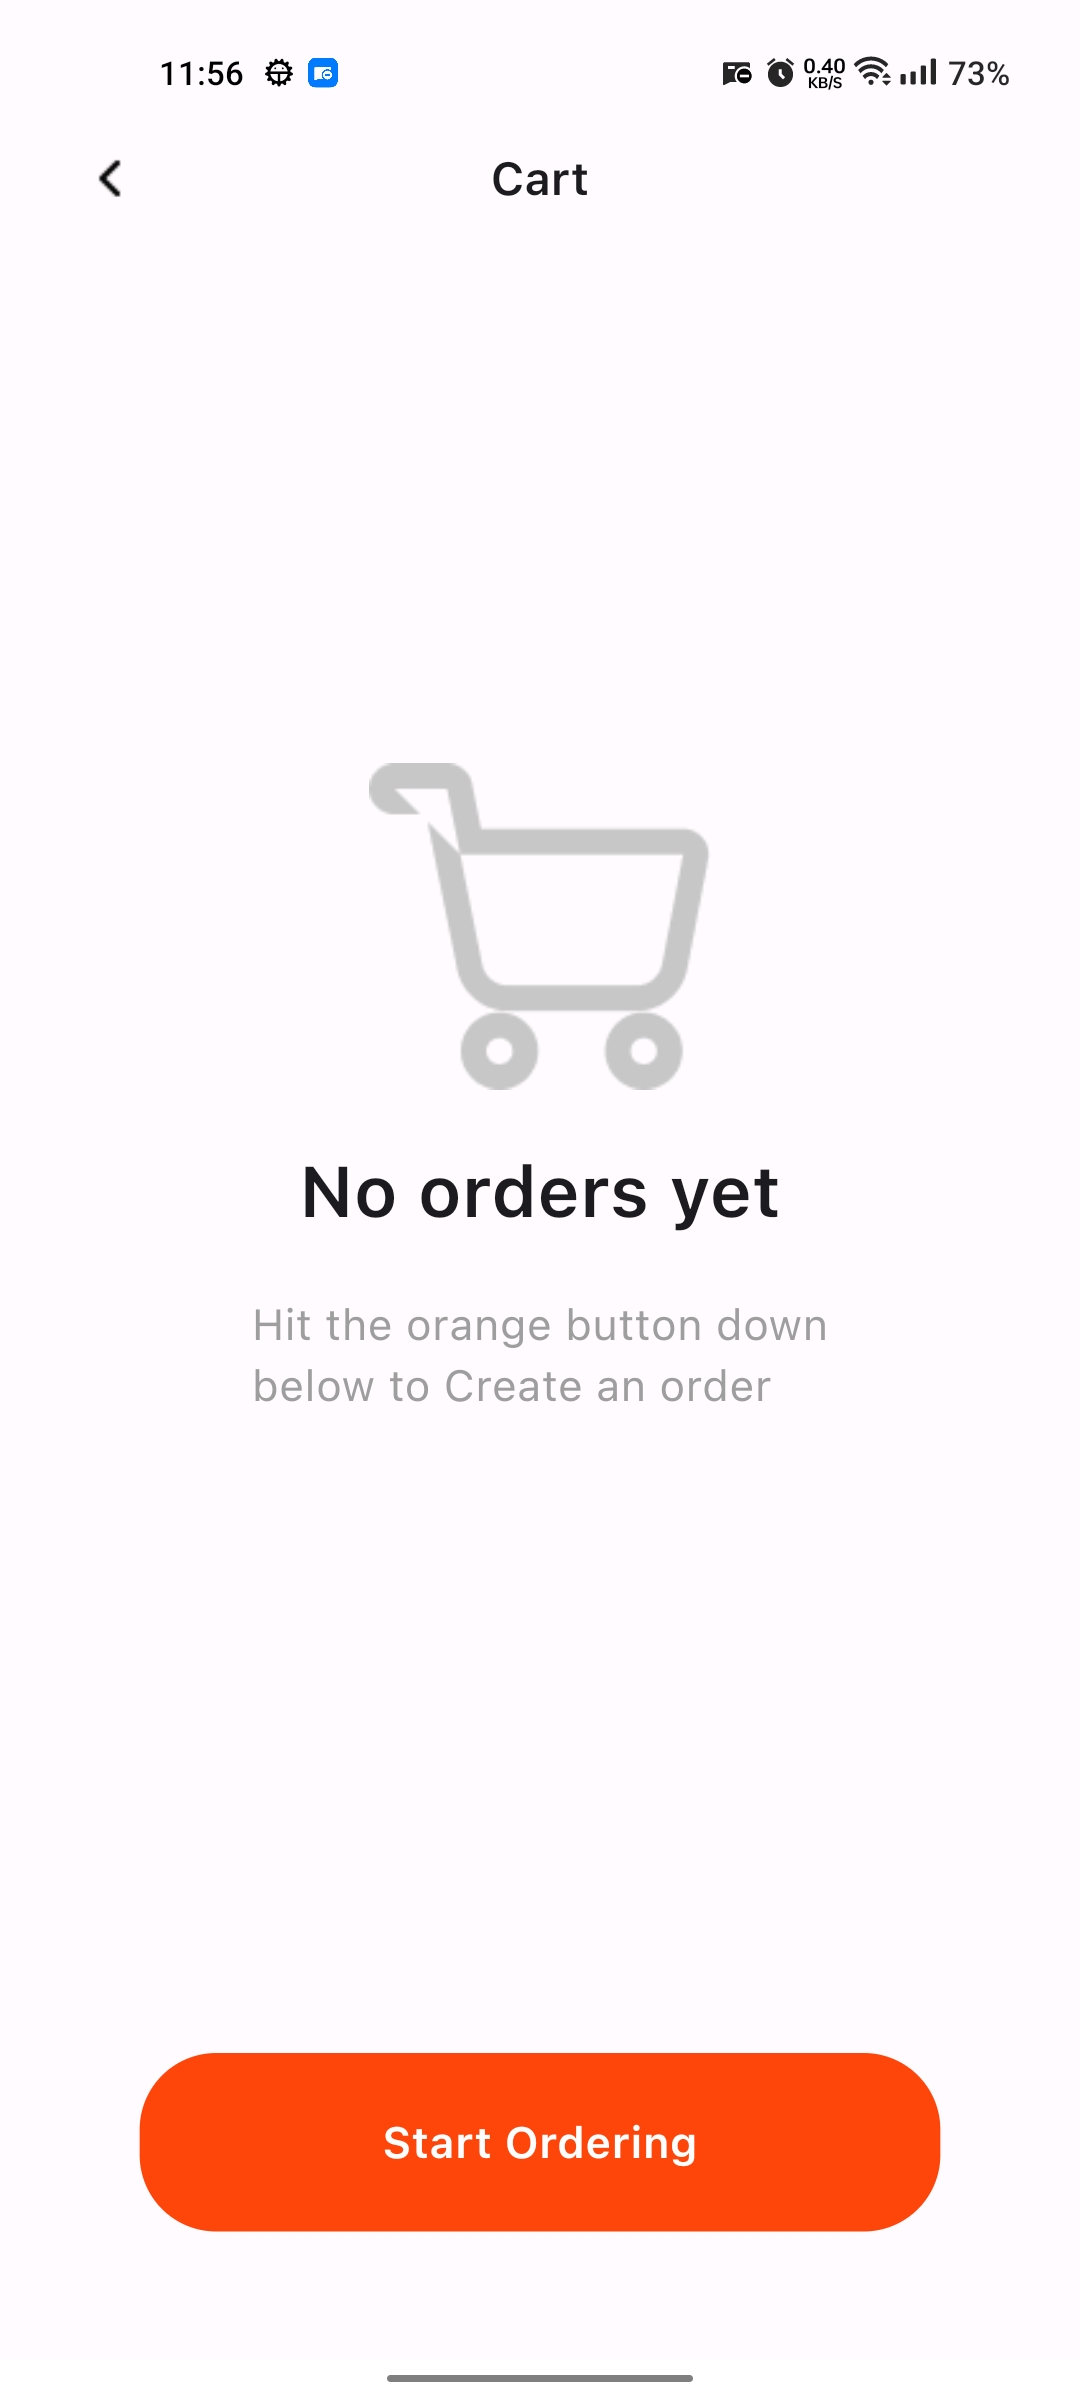 11:56 0.40 KB/S 73%
Cart
No orders yet
Hit the orange button down
below to Create an order
Start Ordering